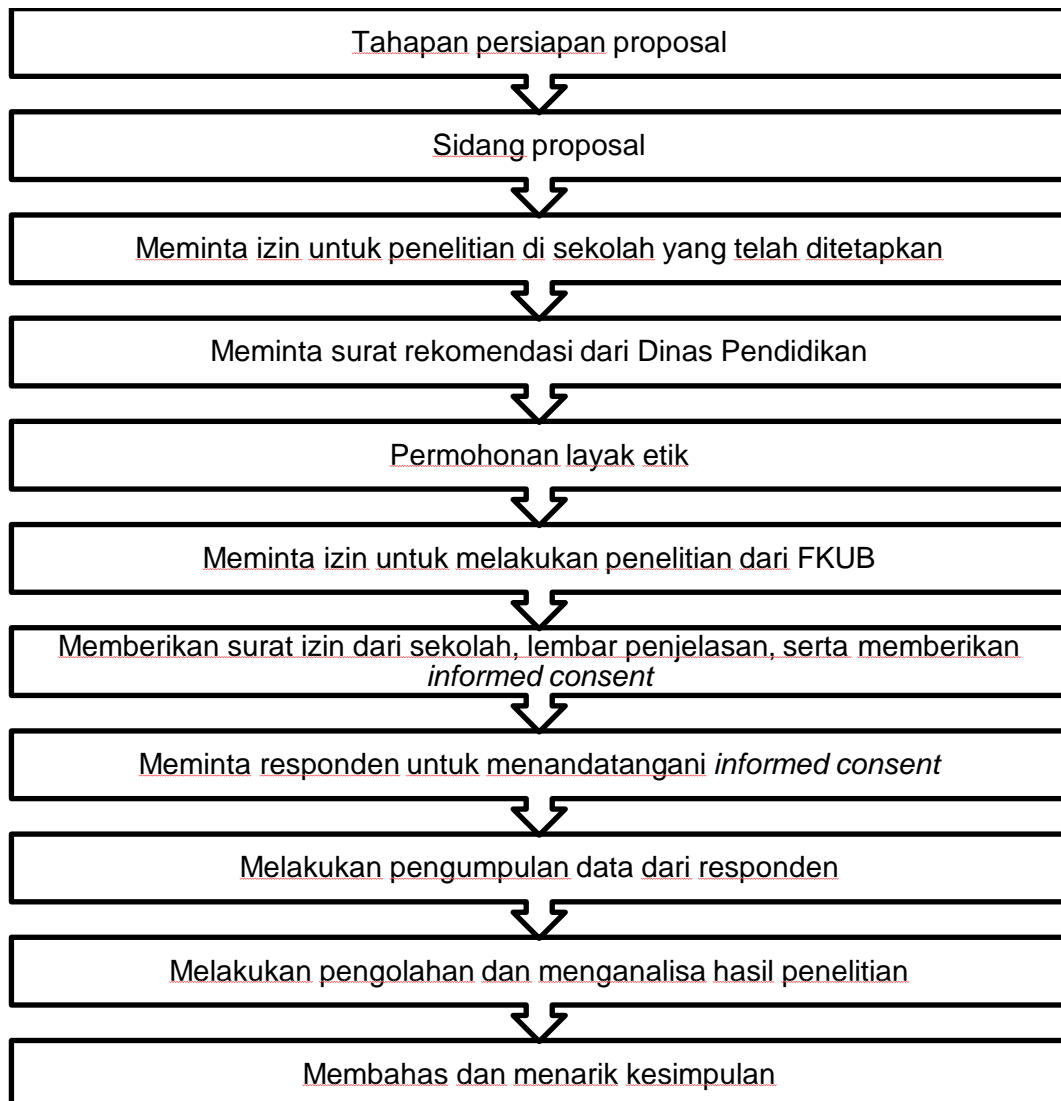 Tahapan persiapan proposal
Sidang proposal
Meminta izin untuk penelitian di sekolah yang telah ditetapkan
Meminta surat rekomendasi dari Dinas Pendidikan
Permohonan layak etik
Meminta izin untuk melakukan penelitian dari FKUB
Memberikan surat izin dari sekolah, lembar penjelasan, serta memberikan
informed consent
Meminta responden untuk menandatangani informed consent
Melakukan pengumpulan data dari responden
Melakukan pengolahan dan menganalisa hasil penelitian
Membahas dan menarik kesimpulan